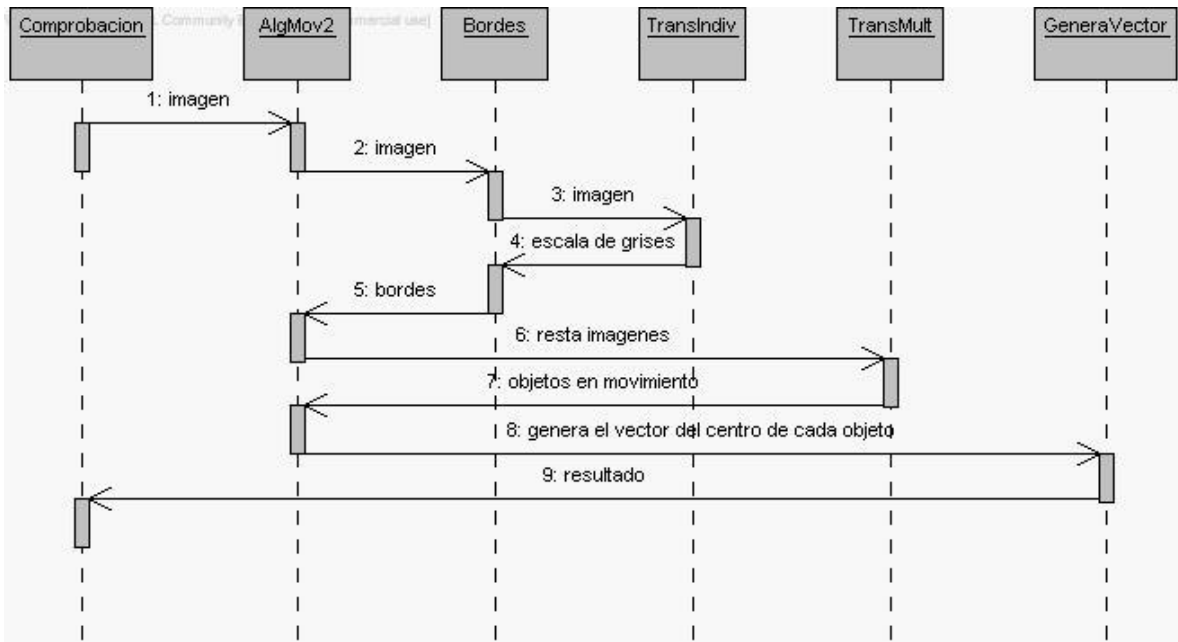 Comprobacion
AlgMov2
Bordes
TransIndiv
TransMult
GeneraVector
1: imagen
2: imagen
3: imagen
4: escala de grises
5: bordes
6: resta imagenes
7: objetos en movimiento
8: genera el vector del centro de cada objeto
9: resultado